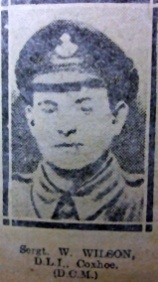 Sergt. W. WILSON,
D.L.I., Coxhoe.
(D.C.M.)